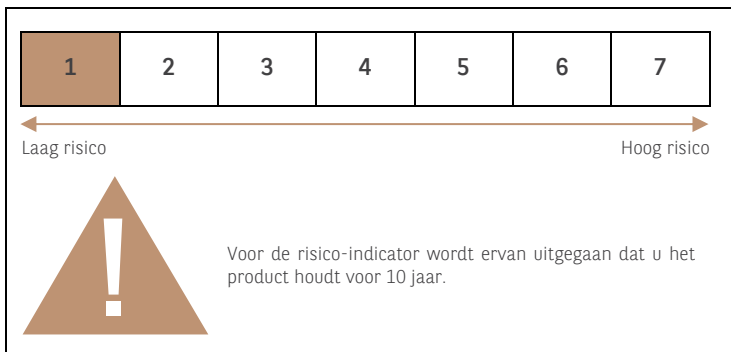 1 2 3 4 5 6 7
Laag risico Hoog risico
!
Voor de risico-indicator wordt ervan uitgegaan dat u het
product houdt voor 10 jaar.